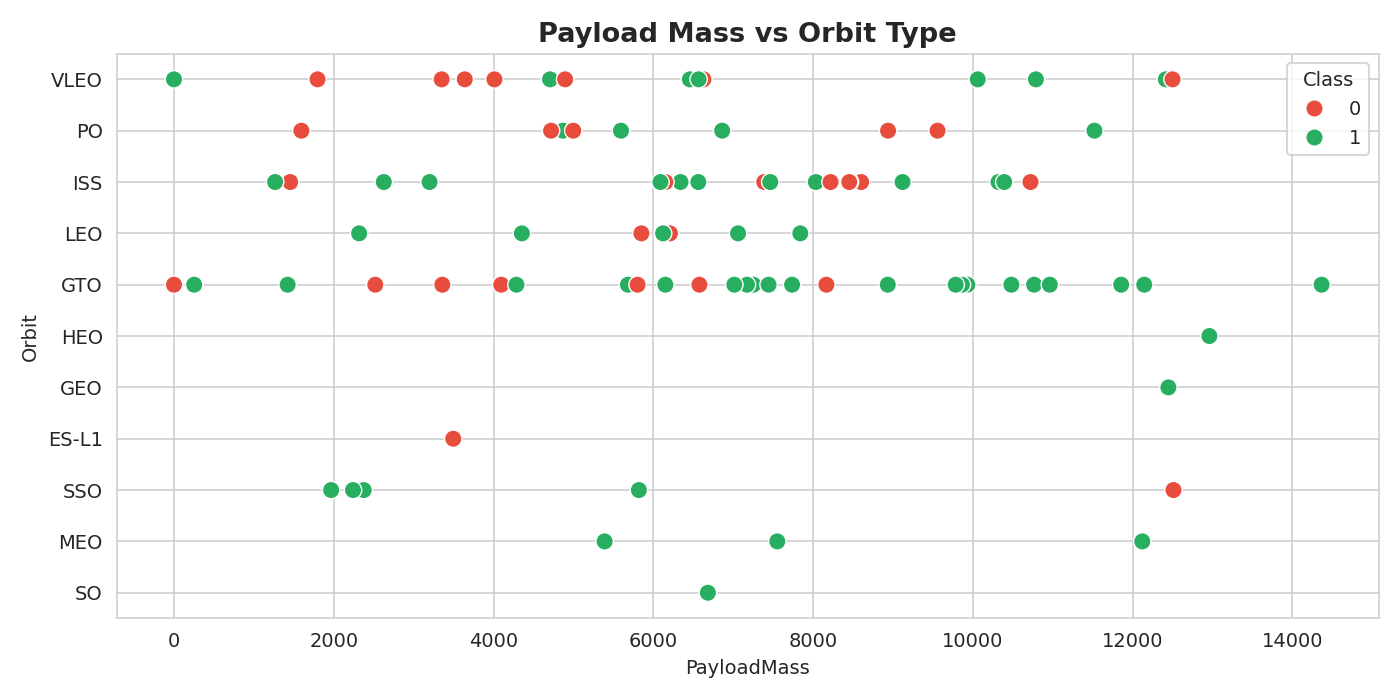 Payload Mass vs Orbit Type
Orbit
VLEO
PO
ISS
LEO
GTO
HEO
GEO
ES-L1
SSO
MEO
SO
Class
0
1
0 2000 4000 6000 8000 10000 12000 14000
PayloadMass